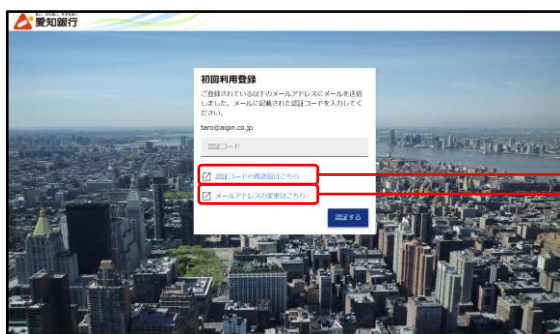 愛知銀行
初回利用登録
ご登録されている以下のメールアドレスにメールを送信
しました。メールに記載された認証コードを入力してく
ださい。
taro@aigin.co.jp
認証コード
認証コードの再送信はこちら
メールアドレスの変更はこちら
認証する